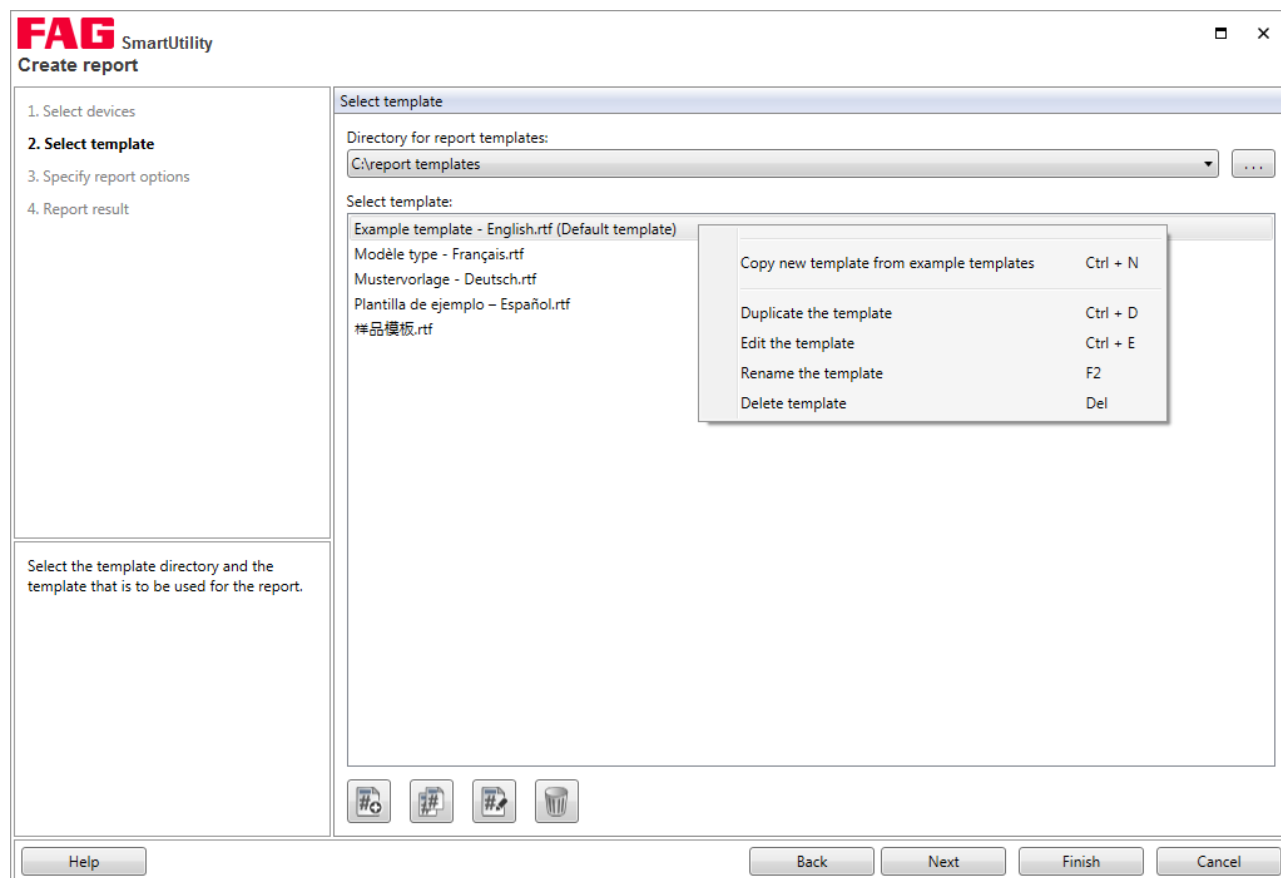 FAG SmartUtility
Create report
1. Select devices
2. Select template
3. Specify report options
4. Report result
Select the template directory and the
template that is to be used for the report.
Select template
Directory for report templates:
C:\report templates
...
Select template:
Example template - English.rtf (Default template)
Modèle type - Français.rtf
Mustervorlage - Deutsch.rtf
Plantilla de ejemplo – Español.rtf
样品模板.rtf
Copy new template from example templates Ctrl + N
Duplicate the template Ctrl + D
Edit the template Ctrl + E
Rename the template F2
Delete template Del
Help Back Next Finish Cancel